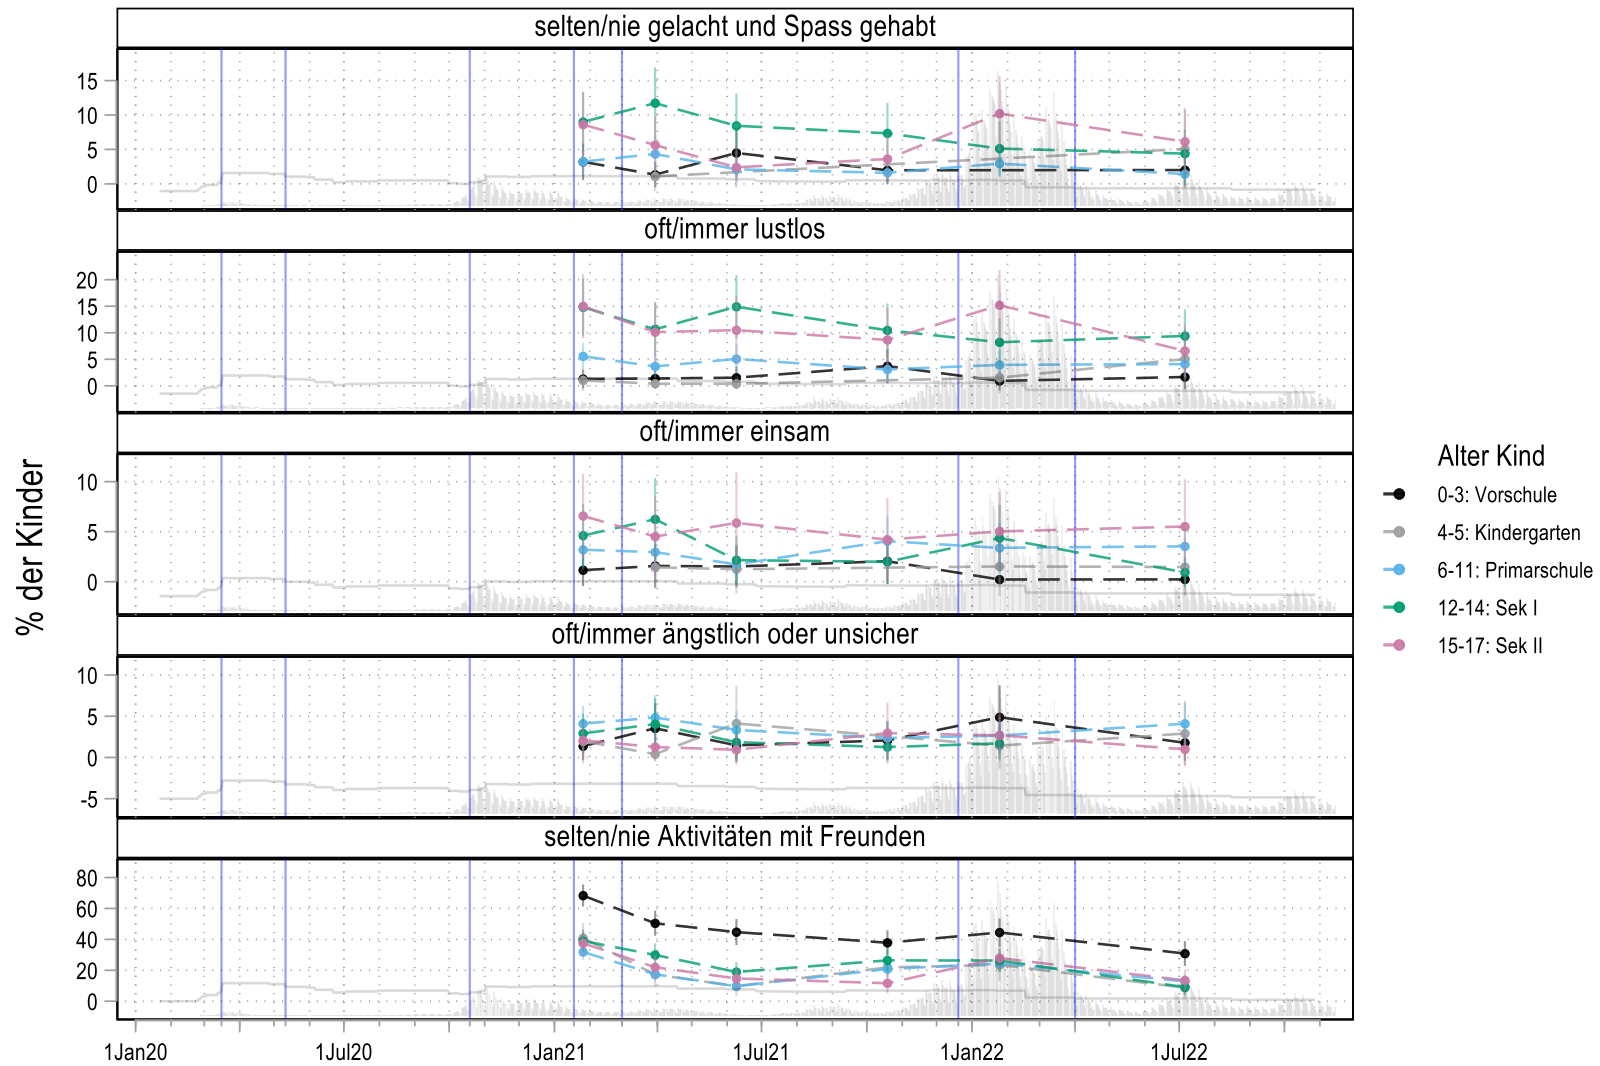 selten/nie gelacht und Spass gehabt
15
10
5
0
oft/immer lustlos
20
15
10
5
0
oft/immer einsam
10
5
0
oft/immer ängstlich oder unsicher
10
5
0
-5
selten/nie Aktivitäten mit Freunden
80
60
40
20
0
1Jan20
1Jul20
1Jan21
1Jul21
1Jan22
1Jul22
% der Kinder
Alter Kind
0-3: Vorschule
4-5: Kindergarten
6-11: Primarschule
12-14: Sek I
15-17: Sek II